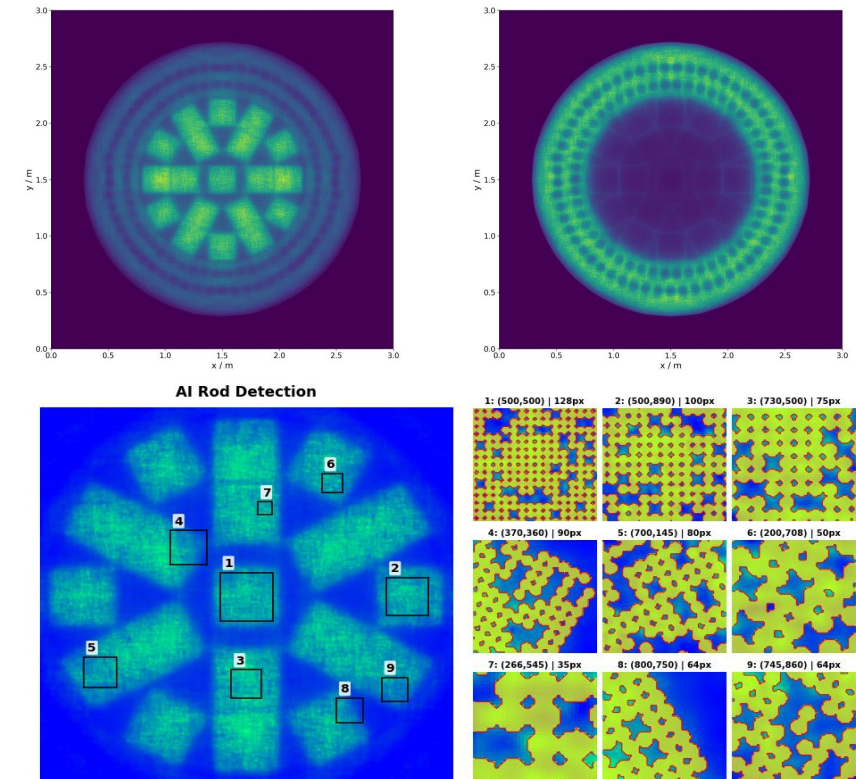 3.0
2.5
2.0
1.5
1.0
0.5
0.0
y / m
0.0 0.5 1.0 1.5 2.0 2.5 3.0
x / m
3.0
2.5
2.0
1.5
1.0
0.5
0.0
y / m
0.0 0.5 1.0 1.5 2.0 2.5 3.0
x / m
AI Rod Detection
6
7
4
1
2
5
3
9
8
1: (500,500) | 128px
2: (500,890) | 100px
3: (730,500) | 75px
4: (370,360) | 90px
5: (700,145) | 80px
6: (200,708) | 50px
7: (266,545) | 35px
8: (800,750) | 64px
9: (745,860) | 64px